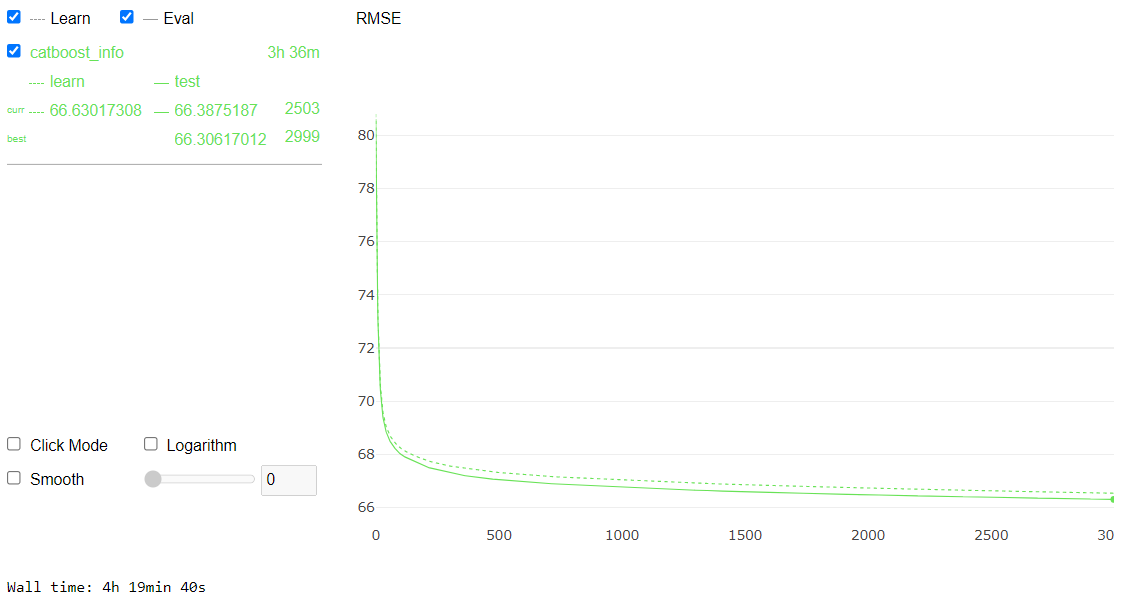 ---- Learn — Eval
RMSE
catboost_info 3h 36m
---- learn — test
curr ---- 66.63017308 — 66.3875187 2503
best 66.30617012 2999
80
78
76
74
72
70
68
66
0 500 1000 1500 2000 2500 30
Click Mode Logarithm
Smooth 0
Wall time: 4h 19min 40s